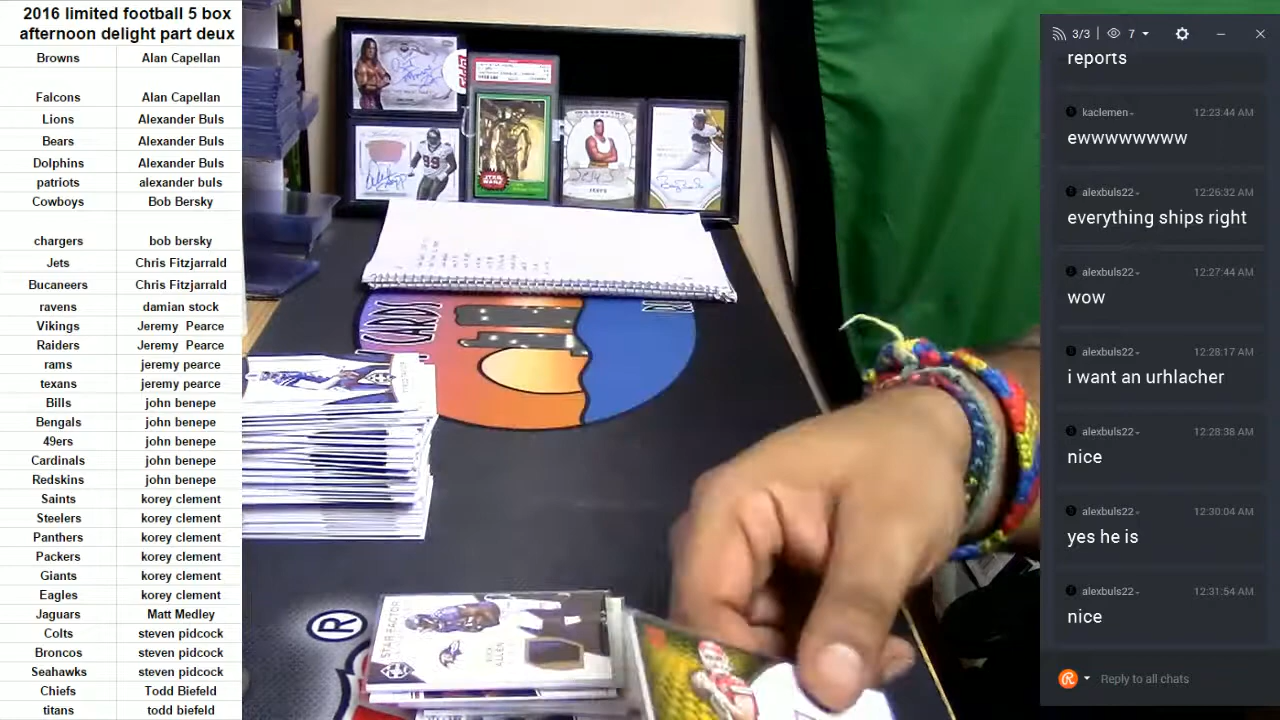 2016 limited football 5 box
afternoon delight part deux
Browns Alan Capellan
Falcons Alan Capellan
Lions Alexander Buls
Bears Alexander Buls
Dolphins Alexander Buls
patriots alexander buls
Cowboys Bob Bersky
chargers bob bersky
Jets Chris Fitzjarrald
Bucaneers Chris Fitzjarrald
ravens damian stock
Vikings Jeremy Pearce
Raiders Jeremy Pearce
rams jeremy pearce
texans jeremy pearce
Bills john benepe
Bengals john benepe
49ers john benepe
Cardinals john benepe
Redskins john benepe
Saints korey clement
Steelers korey clement
Panthers korey clement
Packers korey clement
Giants korey clement
Eagles korey clement
Jaguars Matt Medley
Colts steven pidcock
Broncos steven pidcock
Seahawks steven pidcock
Chiefs Todd Biefeld
titans todd biefeld
99
STAR WARS
CARDS
®
STAR FACTOR
ALLEN
3/3 7
reports
kaclemen 12:23:44 AM
ewwwwwwww
alexbuls22 12:26:32 AM
everything ships right
alexbuls22 12:27:44 AM
wow
alexbuls22 12:28:17 AM
i want an urhlacher
alexbuls22 12:28:38 AM
nice
alexbuls22 12:30:04 AM
yes he is
alexbuls22 12:31:54 AM
nice
Reply to all chats